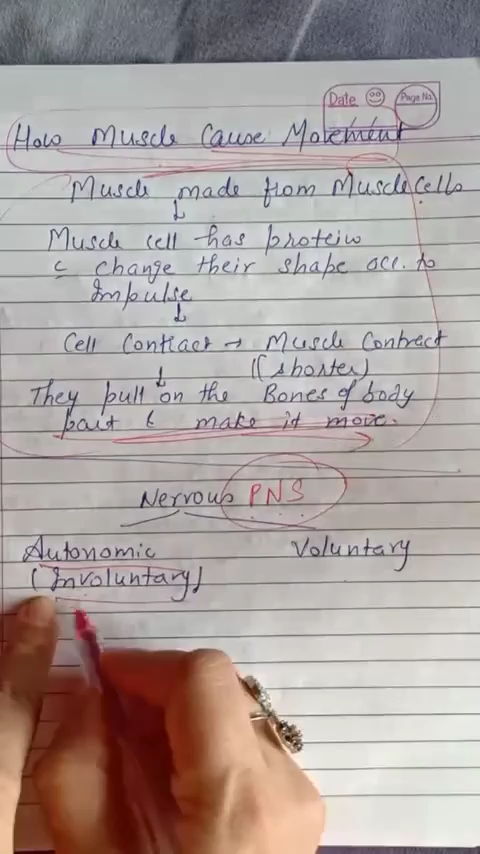 Date Page No.
How Muscle Cause Movement
Muscle made from Muscle cells
↓
Muscle cell has protein
c̄ change their shape acc. to
Impulse
↓
Cell Contract → Muscle Contrect
↓ (shorter)
They pull on the Bones of body
part & make it move.
Nervous PNS
Autonomic Voluntary
(Involuntary)